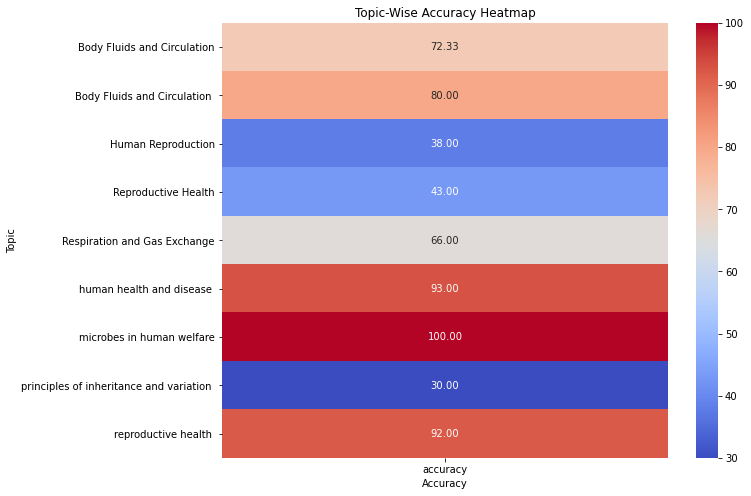 Topic-Wise Accuracy Heatmap
Body Fluids and Circulation
72.33
Body Fluids and Circulation
80.00
Human Reproduction
38.00
Reproductive Health
43.00
Respiration and Gas Exchange
66.00
human health and disease
93.00
microbes in human welfare
100.00
principles of inheritance and variation
30.00
reproductive health
92.00
Topic
accuracy
Accuracy
100
90
80
70
60
50
40
30